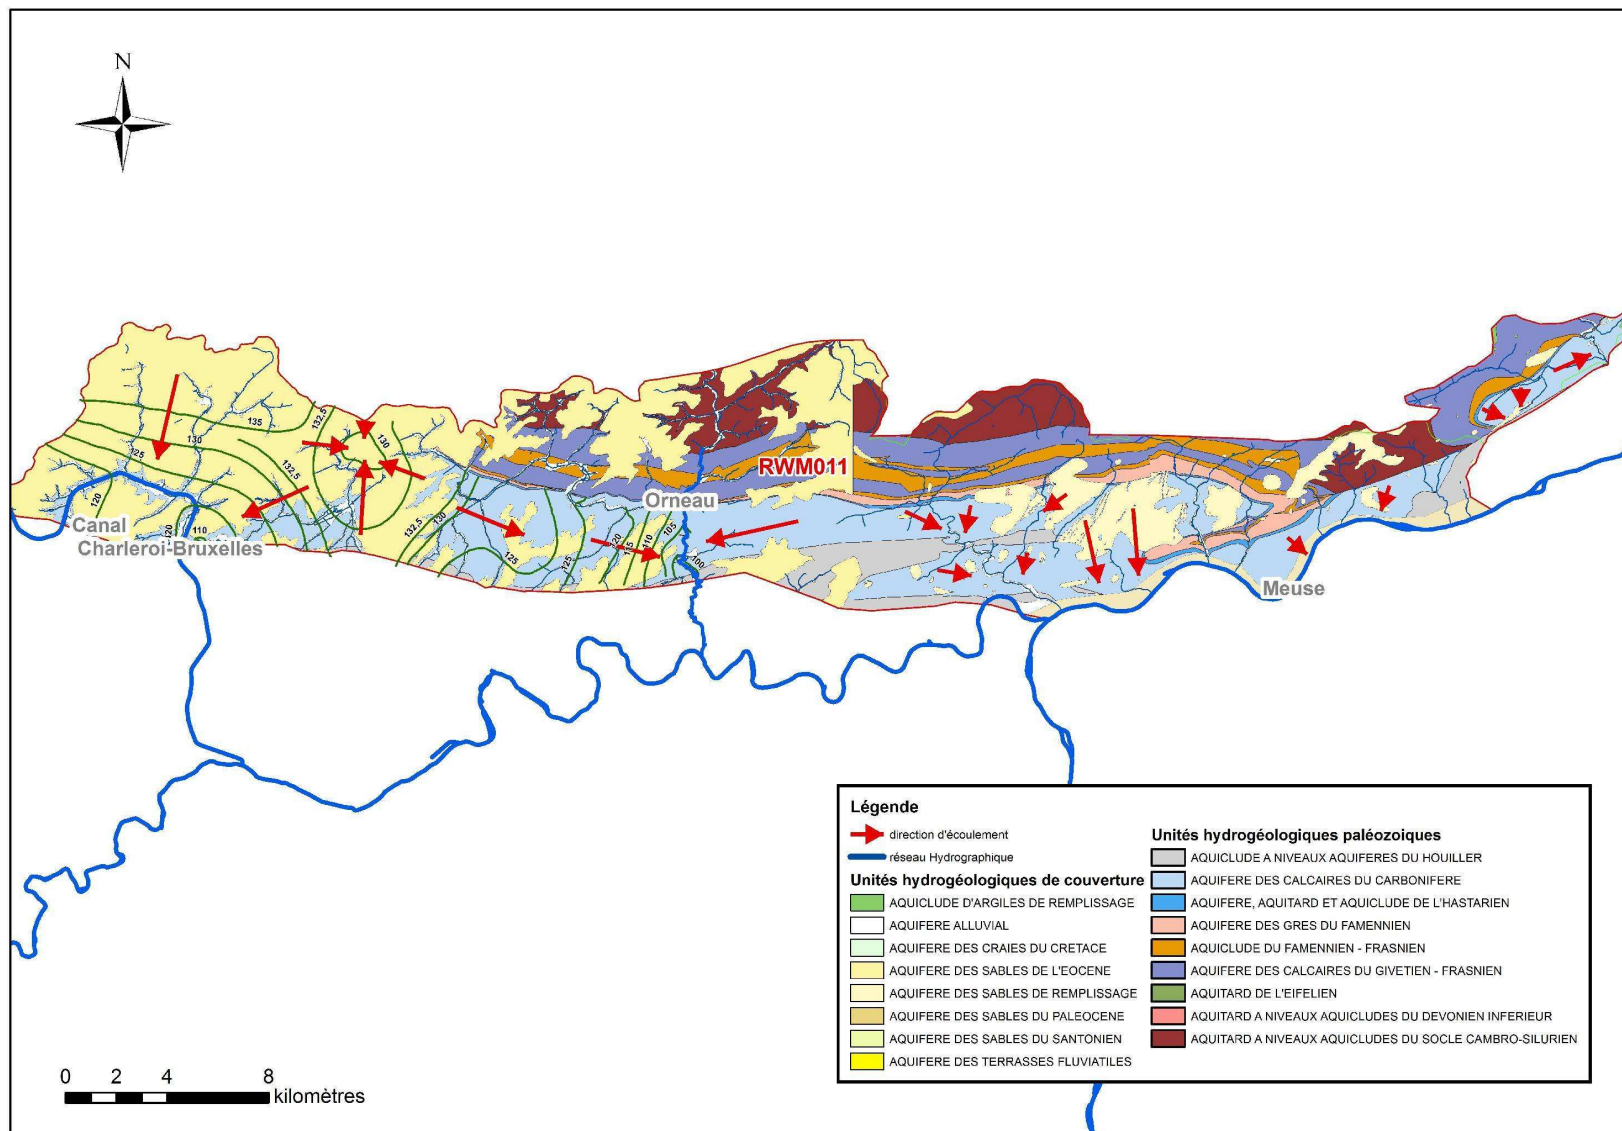 N
135
132,5
130
130
125
132,5
120
120
110
132,5
130
125
125
120
115
110
105
100
RWM011
Orneau
Canal
Charleroi-Bruxelles
Meuse
Légende
direction d'écoulement
réseau Hydrographique
Unités hydrogéologiques de couverture
AQUICLUDE D'ARGILES DE REMPLISSAGE
AQUIFERE ALLUVIAL
AQUIFERE DES CRAIES DU CRETACE
AQUIFERE DES SABLES DE L'EOCENE
AQUIFERE DES SABLES DE REMPLISSAGE
AQUIFERE DES SABLES DU PALEOCENE
AQUIFERE DES SABLES DU SANTONIEN
AQUIFERE DES TERRASSES FLUVIATILES
Unités hydrogéologiques paléozoiques
AQUICLUDE A NIVEAUX AQUIFERES DU HOUILLER
AQUIFERE DES CALCAIRES DU CARBONIFERE
AQUIFERE, AQUITARD ET AQUICLUDE DE L'HASTARIEN
AQUIFERE DES GRES DU FAMENNIEN
AQUICLUDE DU FAMENNIEN - FRASNIEN
AQUIFERE DES CALCAIRES DU GIVETIEN - FRASNIEN
AQUITARD DE L'EIFELIEN
AQUITARD A NIVEAUX AQUICLUDES DU DEVONIEN INFERIEUR
AQUITARD A NIVEAUX AQUICLUDES DU SOCLE CAMBRO-SILURIEN
0 2 4 8
kilomètres